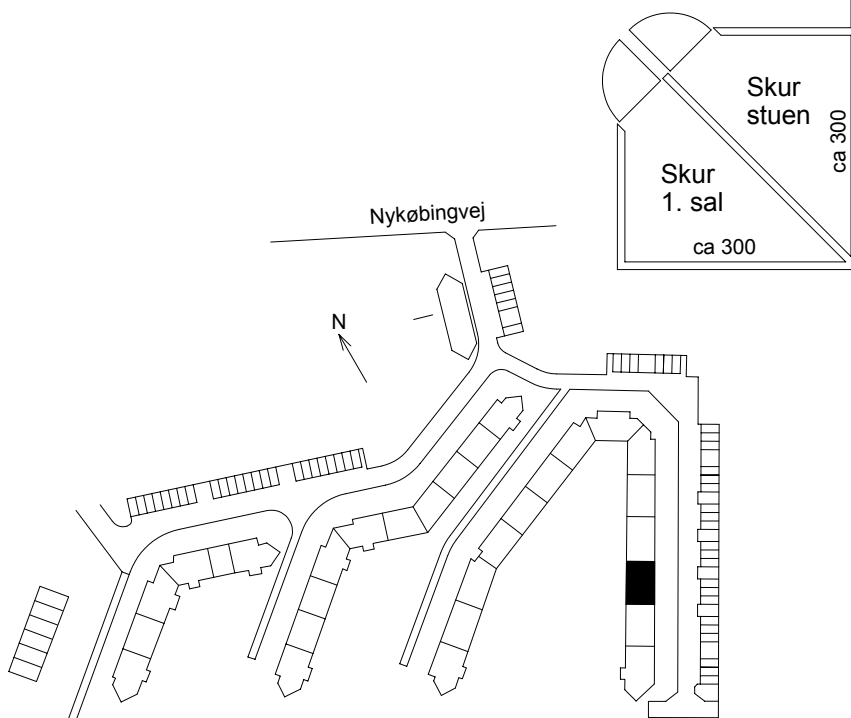 Skur
stuen
ca 300
Skur
1. sal
ca 300
Nykøbingvej
N